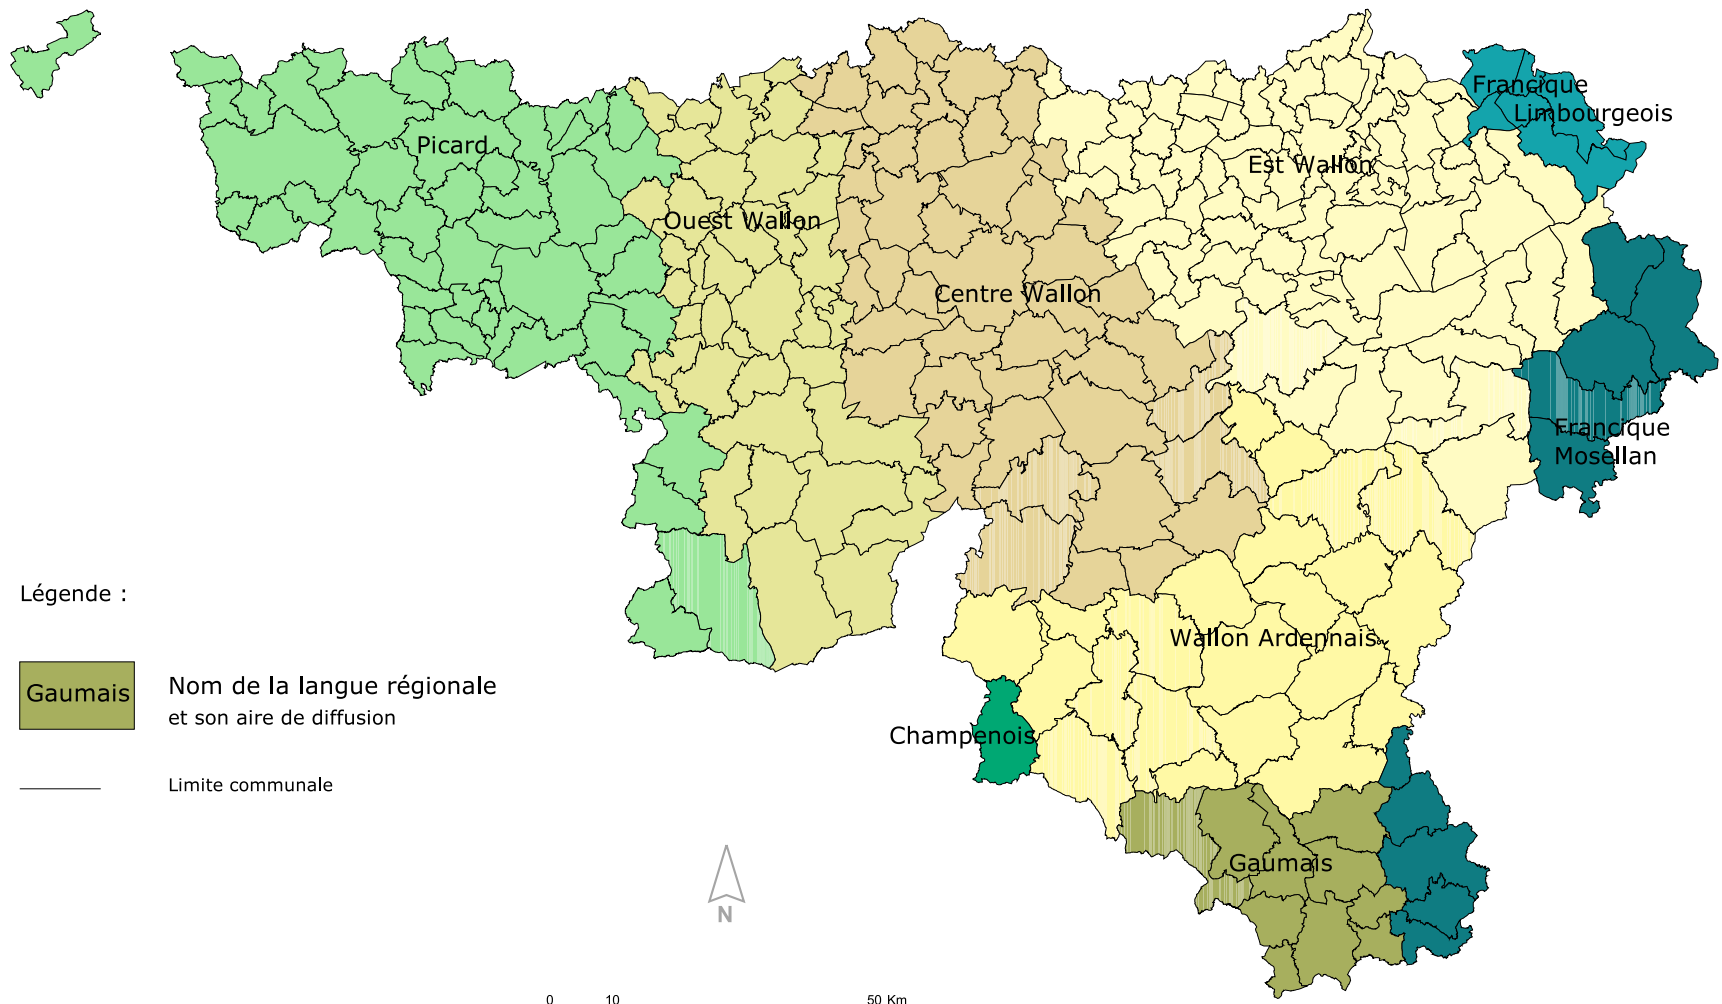 Francique
Limbourgeois
Picard
Est Wallon
Ouest Wallon
Centre Wallon
Francique
Mosellan
Légende :
Wallon Ardennais
Gaumais
Nom de la langue régionale
et son aire de diffusion
Champenois
Limite communale
Gaumais
N
0 10 50 Km